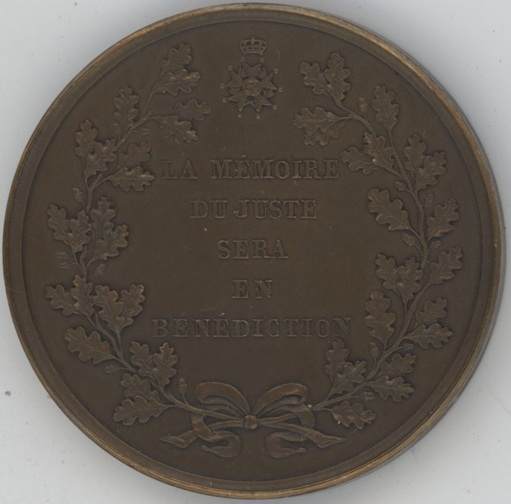 LA MÉMOIRE
DU JUSTE
SERA
EN
BÉNÉDICTION